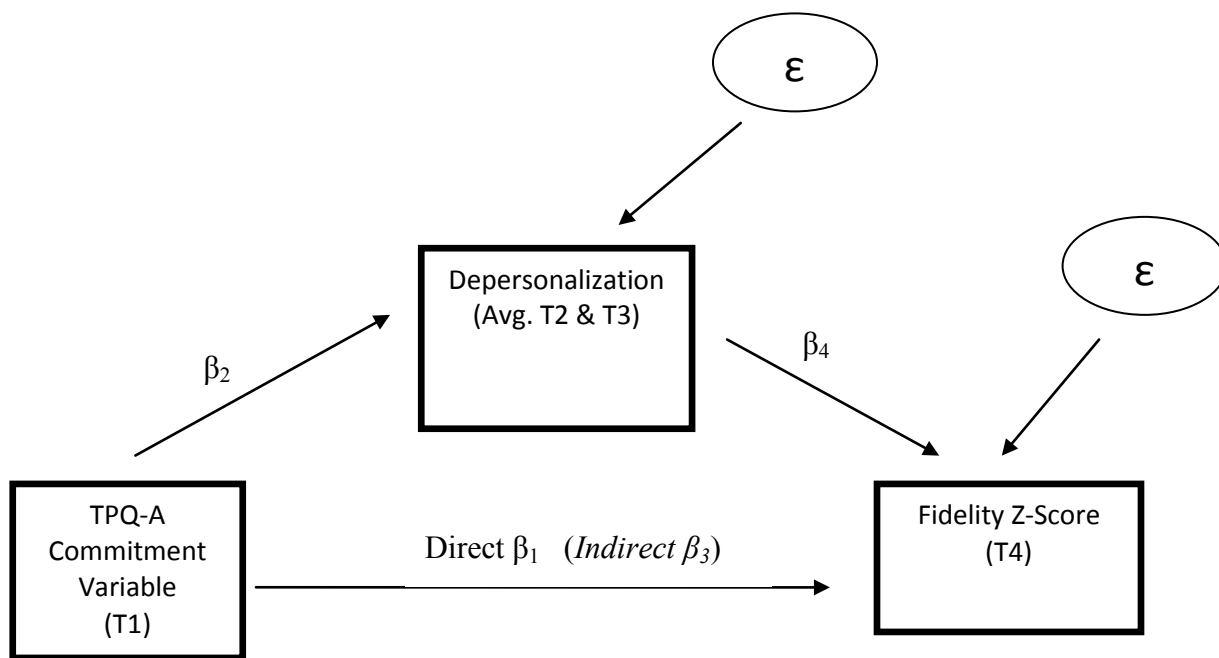 ε
ε
Depersonalization
(Avg. T2 & T3)
β₂
β₄
TPQ-A
Commitment
Variable
(T1)
Direct β₁ (Indirect β₃)
Fidelity Z-Score
(T4)